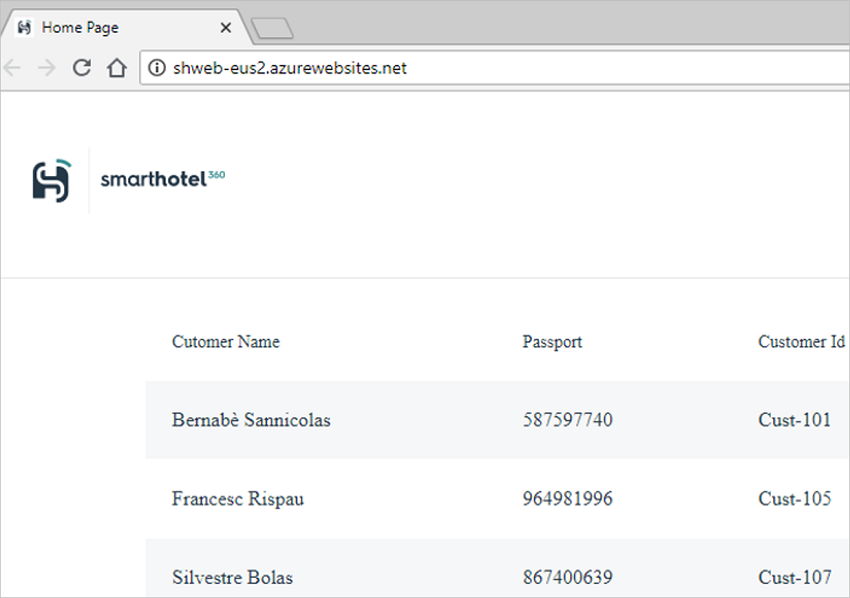 Home Page
shweb-eus2.azurewebsites.net
smarthotel360
Cutomer Name Passport Customer Id
Bernabè Sannicolas 587597740 Cust-101
Francesc Rispau 964981996 Cust-105
Silvestre Bolas 867400639 Cust-107